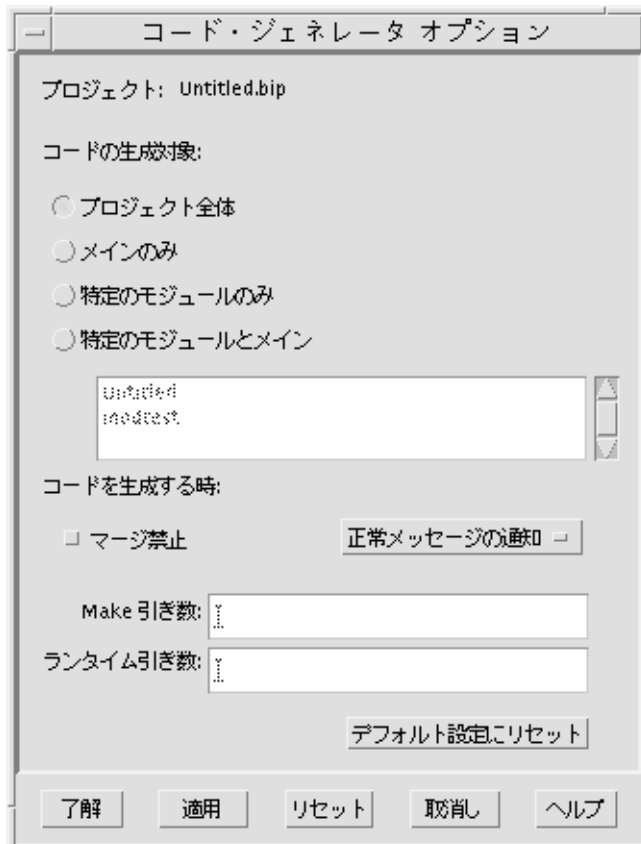 コード・ジェネレータ オプション
プロジェクト: Untitled.bip
コードの生成対象:
プロジェクト全体
メインのみ
特定のモジュールのみ
特定のモジュールとメイン
Untitled
modtest
コードを生成する時:
マージ禁止 正常メッセージの通知
Make 引き数:
ランタイム引き数:
デフォルト設定にリセット
了解 適用 リセット 取消し ヘルプ